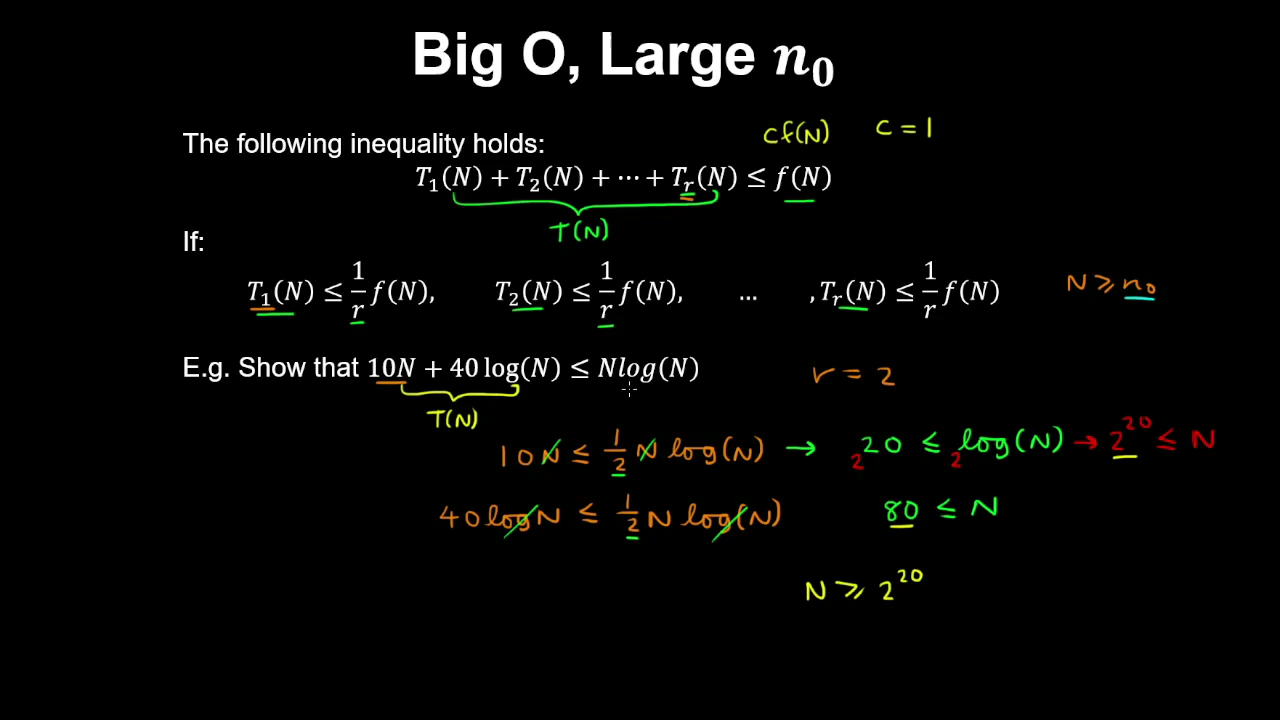 Big O, Large n₀
cf(N) c = 1
The following inequality holds:
T₁(N) + T₂(N) + ⋯ + Tᵣ(N) ≤ f(N)
T(N)
If:
T₁(N) ≤ 1/r f(N), T₂(N) ≤ 1/r f(N), ... , Tᵣ(N) ≤ 1/r f(N) N ≥ n₀
E.g. Show that 10N + 40 log(N) ≤ Nlog(N) r = 2
T(N)
10N ≤ 1/2 N log(N) → ₂20 ≤ ₂log(N) → 2²⁰ ≤ N
40 log N ≤ 1/2 N log(N) 80 ≤ N
N ≥ 2²⁰